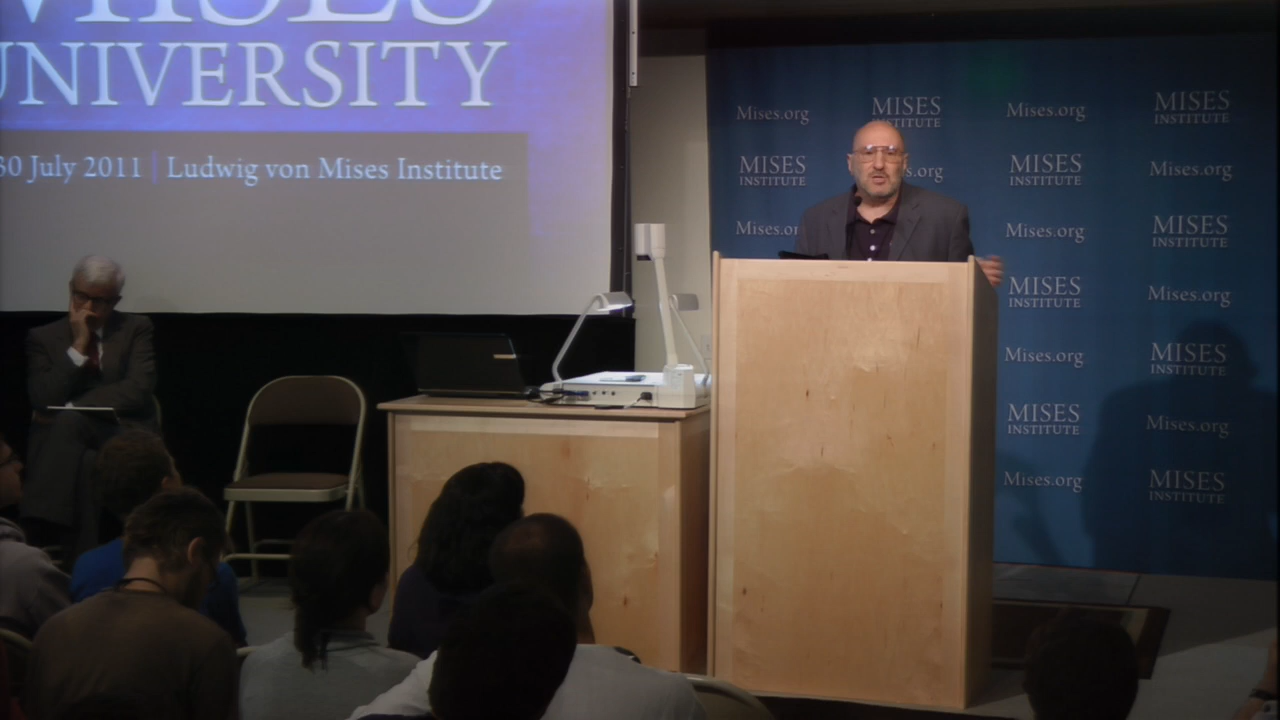 MISES
UNIVERSITY
30 July 2011 | Ludwig von Mises Institute
Mises.org MISES INSTITUTE Mises.org MISES INSTITUTE
MISES INSTITUTE s.org MISES INSTITUTE Mises.org
Mises.or Mises.org MISES INSTITUTE
MISES INSTITUTE Mises.org
Mises.org MISES INSTITUTE
MISES INSTITUTE Mises.org
Mises.org MISES INSTITUTE